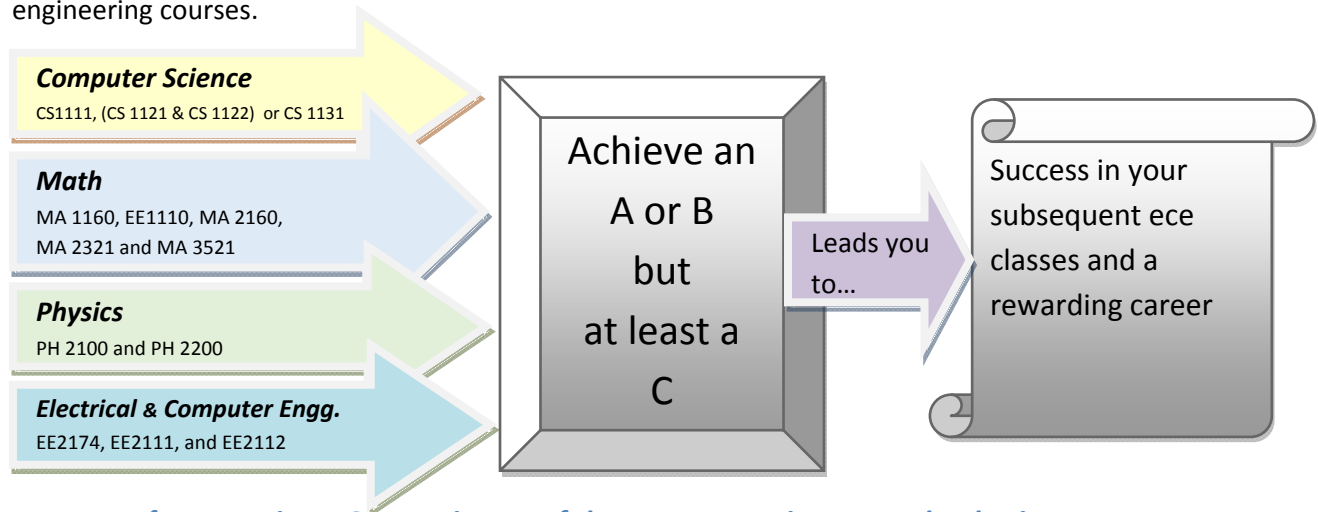 engineering courses.
Computer Science
CS1111, (CS 1121 & CS 1122) or CS 1131
Math
MA 1160, EE1110, MA 2160,
MA 2321 and MA 3521
Physics
PH 2100 and PH 2200
Electrical & Computer Engg.
EE2174, EE2111, and EE2112
Achieve an
A or B
but
at least a
C
Leads you
to…
Success in your
subsequent ece
classes and a
rewarding career